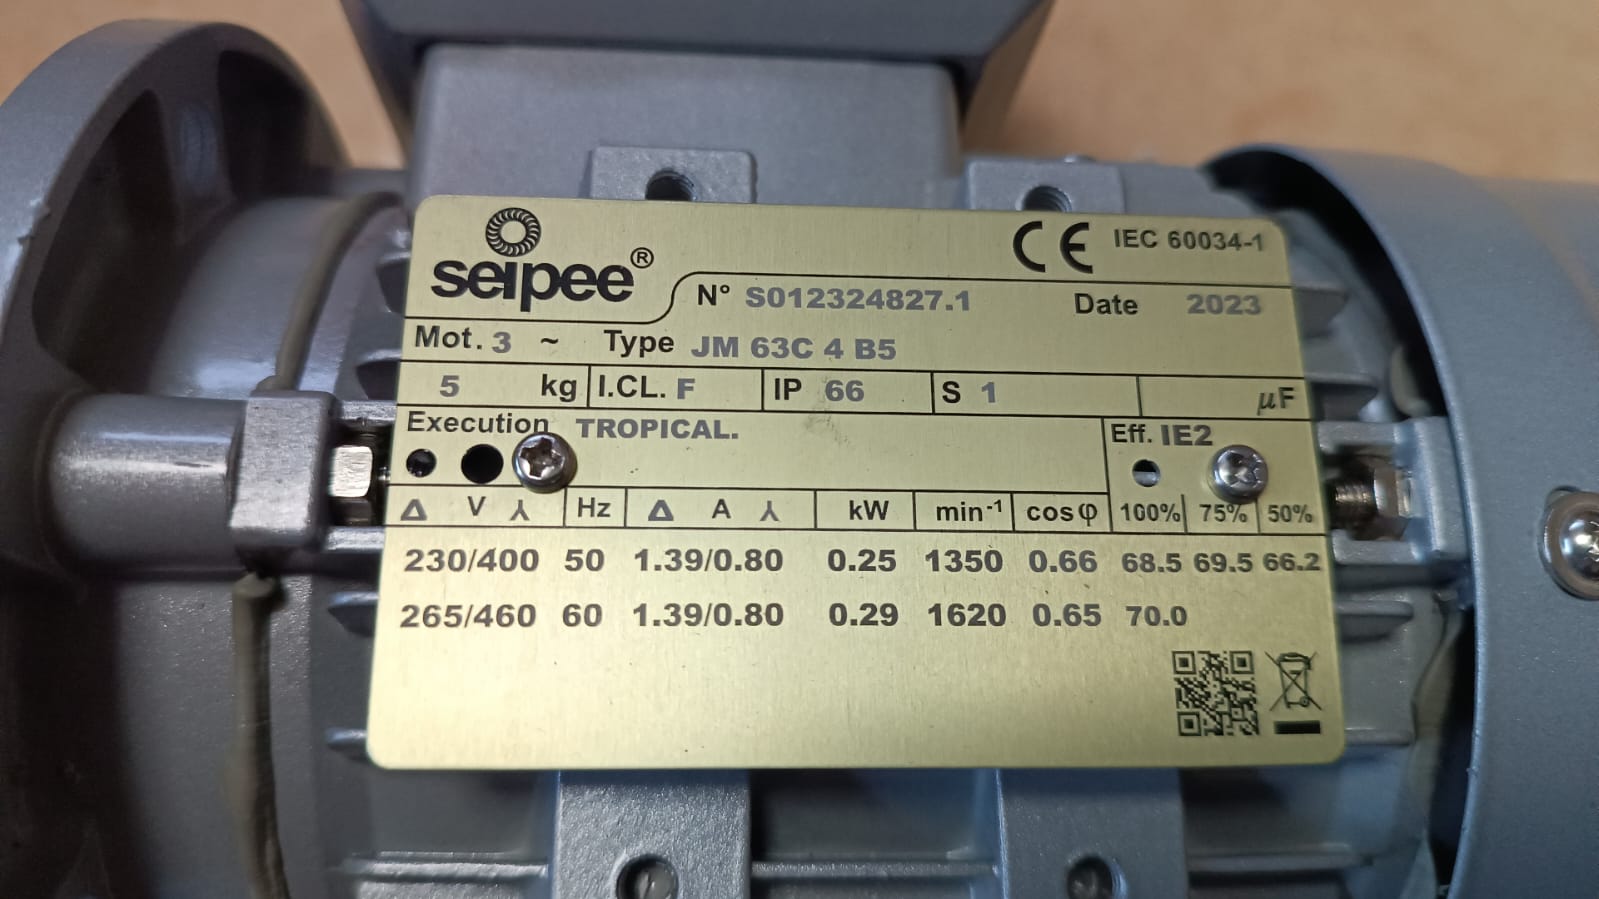 seipee®
CE IEC 60034-1
N° S012324827.1 Date 2023
Mot. 3 ~ Type JM 63C 4 B5
5 kg I.CL. F IP 66 S 1 µF
Execution TROPICAL. Eff. IE2
Δ V ⅄ Hz Δ A ⅄ kW min⁻¹ cosφ 100% 75% 50%
230/400 50 1.39/0.80 0.25 1350 0.66 68.5 69.5 66.2
265/460 60 1.39/0.80 0.29 1620 0.65 70.0